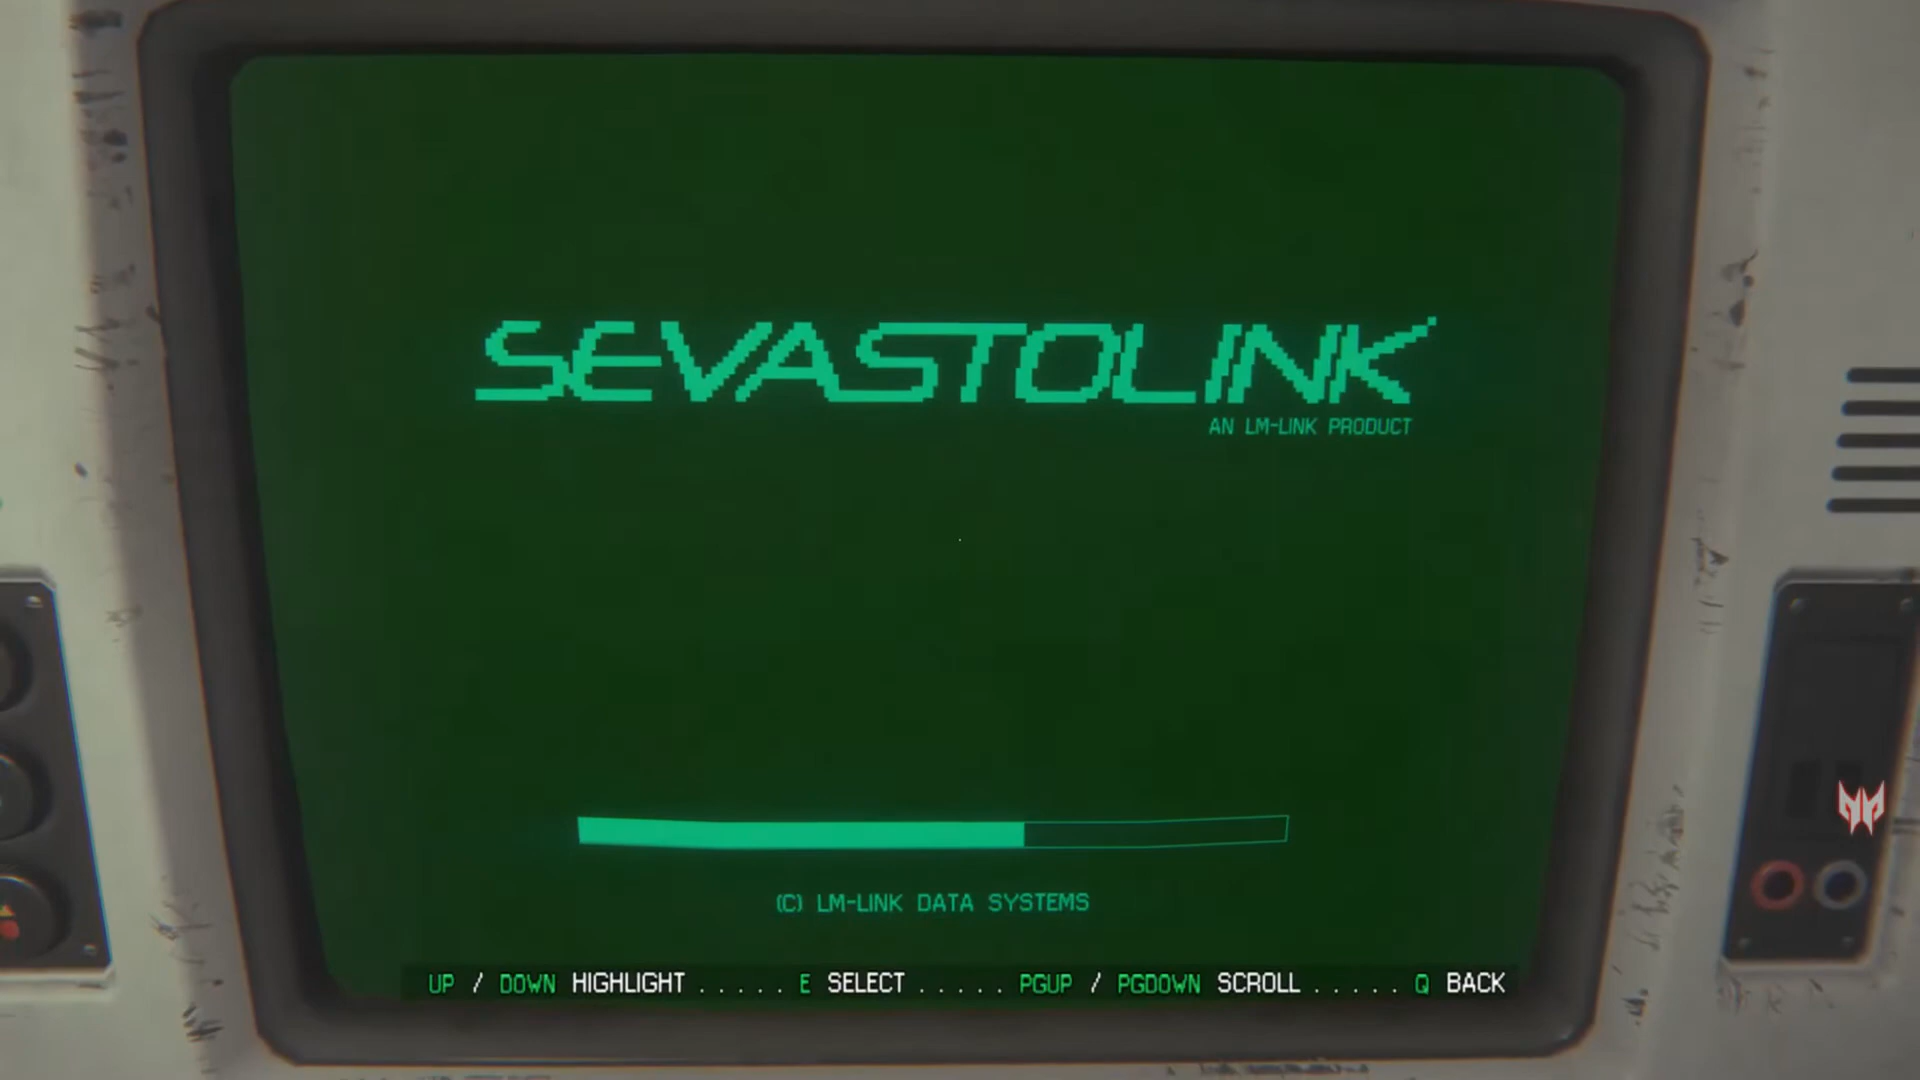 SEVASTOLINK
AN LM-LINK PRODUCT
(C) LM-LINK DATA SYSTEMS
UP / DOWN HIGHLIGHT ..... E SELECT ..... PGUP / PGDOWN SCROLL ..... Q BACK